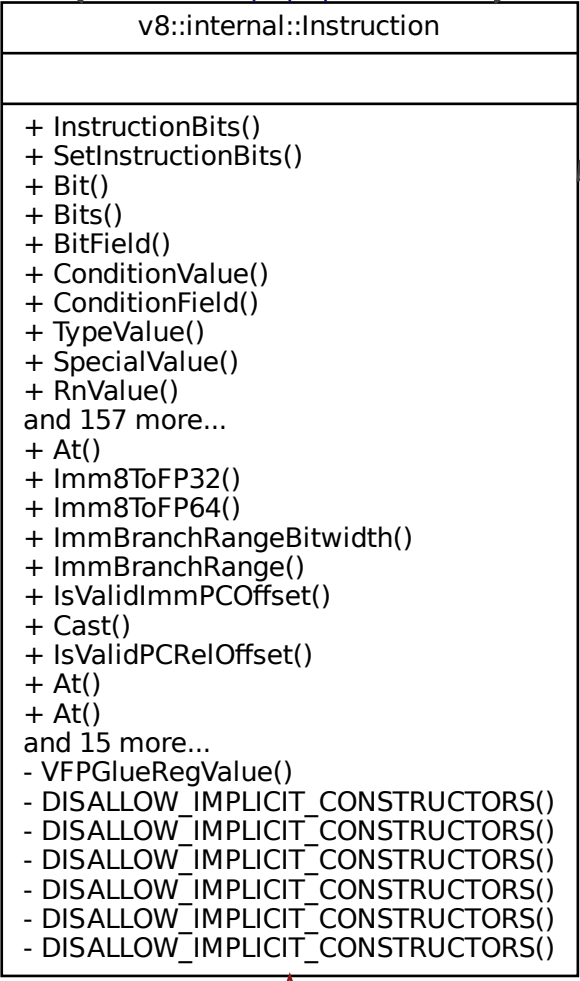 v8::internal::Instruction
+ InstructionBits()
+ SetInstructionBits()
+ Bit()
+ Bits()
+ BitField()
+ ConditionValue()
+ ConditionField()
+ TypeValue()
+ SpecialValue()
+ RnValue()
and 157 more...
+ At()
+ Imm8ToFP32()
+ Imm8ToFP64()
+ ImmBranchRangeBitwidth()
+ ImmBranchRange()
+ IsValidImmPCOffset()
+ Cast()
+ IsValidPCRelOffset()
+ At()
+ At()
and 15 more...
- VFPGlueRegValue()
- DISALLOW_IMPLICIT_CONSTRUCTORS()
- DISALLOW_IMPLICIT_CONSTRUCTORS()
- DISALLOW_IMPLICIT_CONSTRUCTORS()
- DISALLOW_IMPLICIT_CONSTRUCTORS()
- DISALLOW_IMPLICIT_CONSTRUCTORS()
- DISALLOW_IMPLICIT_CONSTRUCTORS()